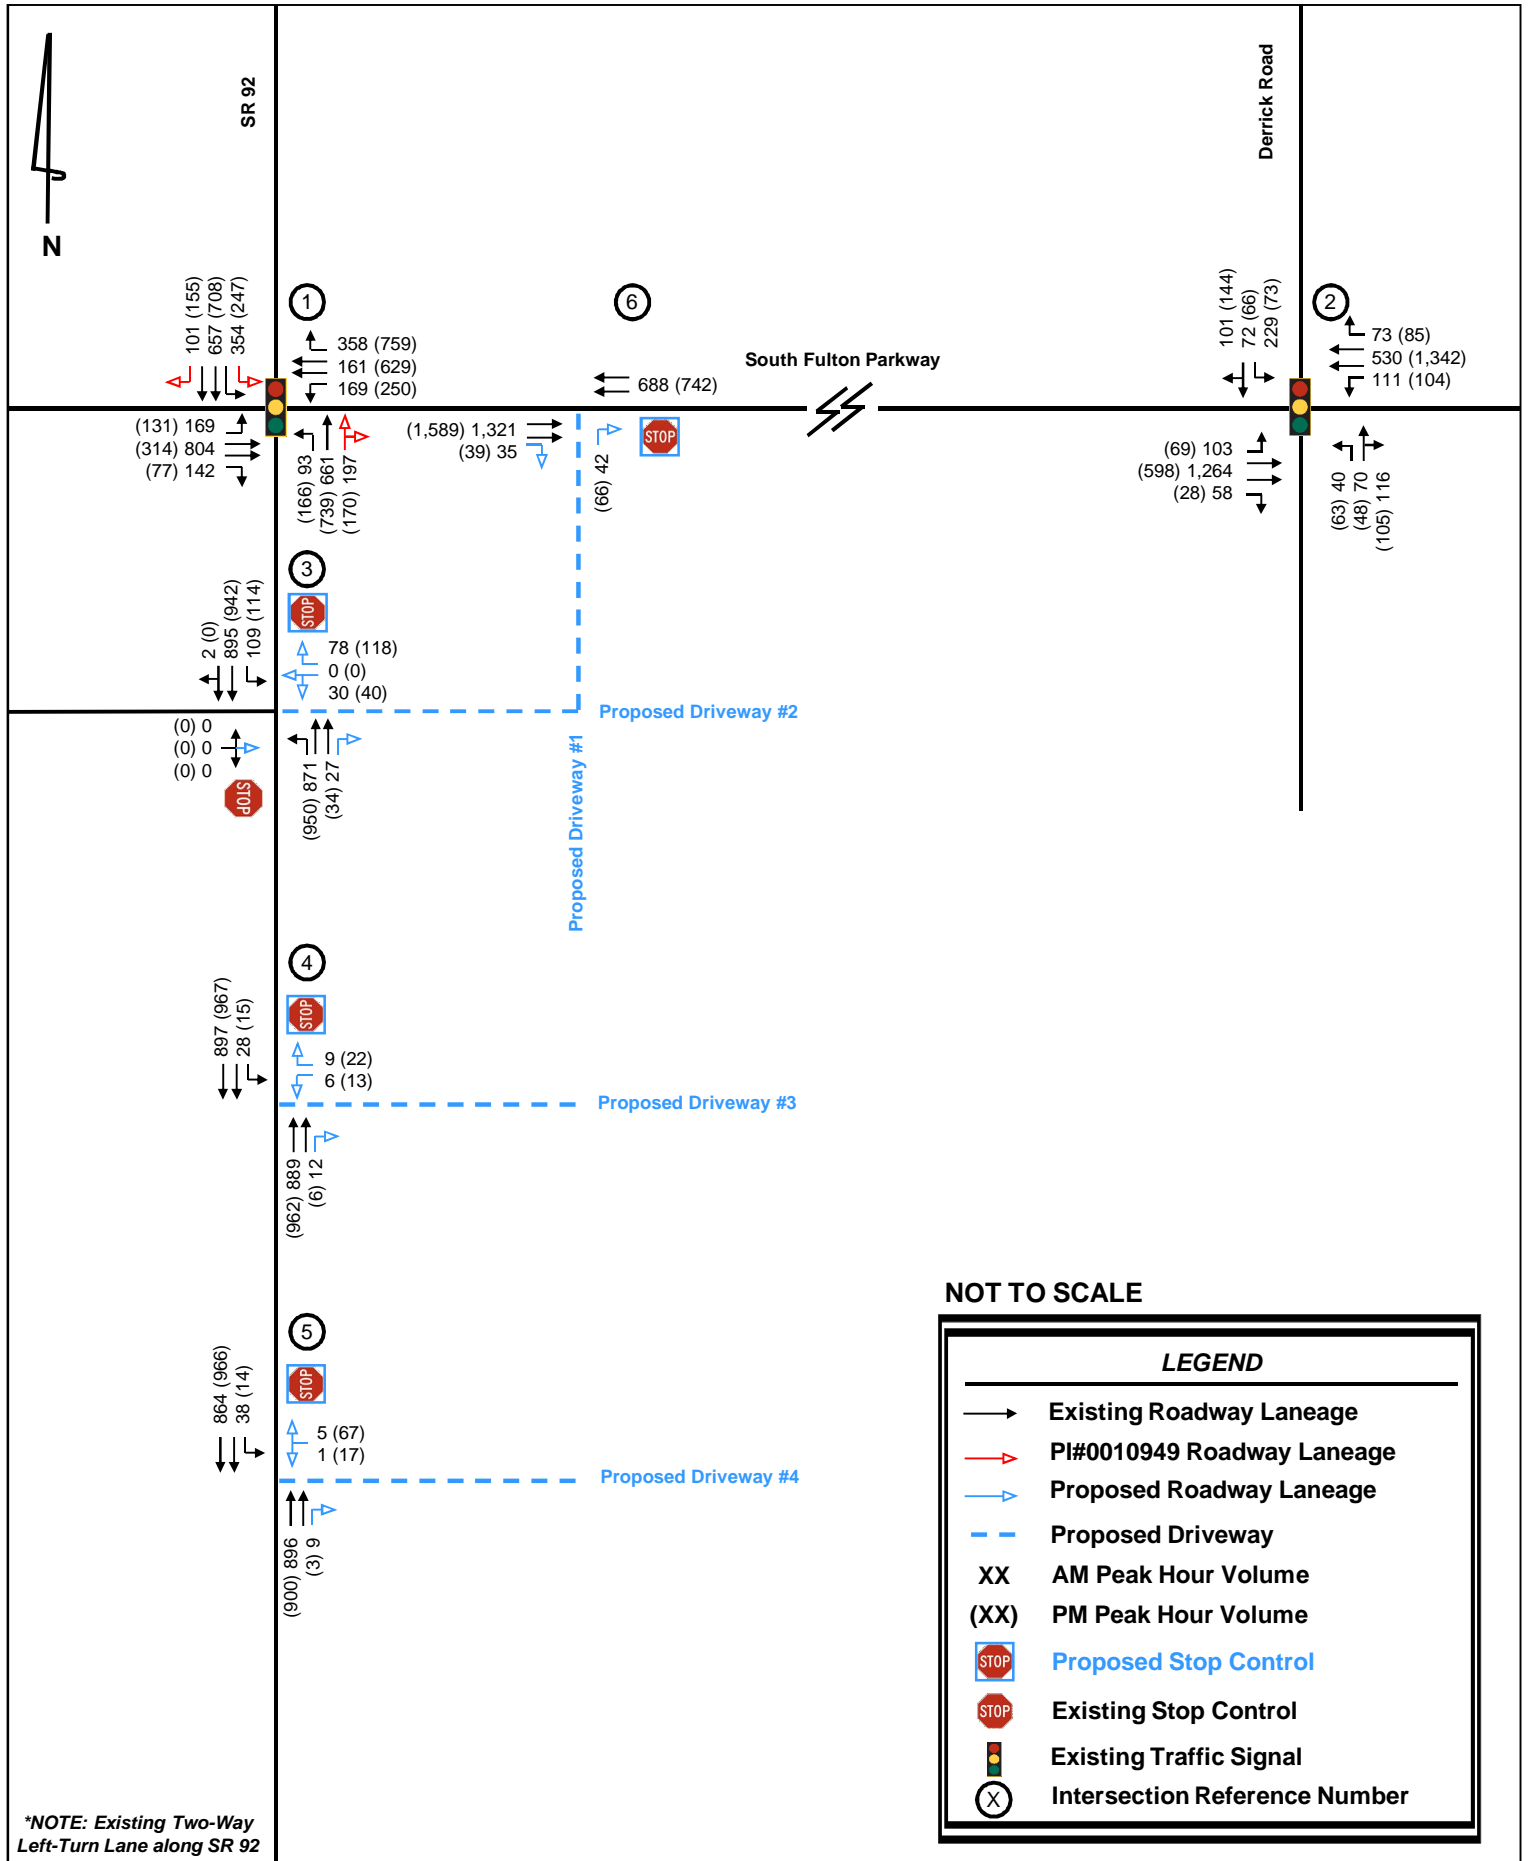 SR 92
Derrick Road
N
1
6
2
101 (155)
657 (708)
354 (247)
358 (759)
161 (629)
169 (250)
South Fulton Parkway
688 (742)
101 (144)
72 (66)
229 (73)
73 (85)
530 (1,342)
111 (104)
(131) 169
(314) 804
(77) 142
(166) 93
(739) 661
(170) 197
(1,589) 1,321
(39) 35
(66) 42
STOP
(69) 103
(598) 1,264
(28) 58
(63) 40
(48) 70
(105) 116
3
STOP
2 (0)
895 (942)
109 (114)
78 (118)
0 (0)
30 (40)
Proposed Driveway #2
(0) 0
(0) 0
(0) 0
STOP
(950) 871
(34) 27
Proposed Driveway #1
4
STOP
897 (967)
28 (15)
9 (22)
6 (13)
Proposed Driveway #3
(962) 889
(6) 12
5
STOP
864 (966)
38 (14)
5 (67)
1 (17)
Proposed Driveway #4
(900) 896
(3) 9
NOT TO SCALE
LEGEND
Existing Roadway Laneage
PI#0010949 Roadway Laneage
Proposed Roadway Laneage
Proposed Driveway
XX AM Peak Hour Volume
(XX) PM Peak Hour Volume
STOP Proposed Stop Control
STOP Existing Stop Control
Existing Traffic Signal
X Intersection Reference Number
*NOTE: Existing Two-Way
Left-Turn Lane along SR 92